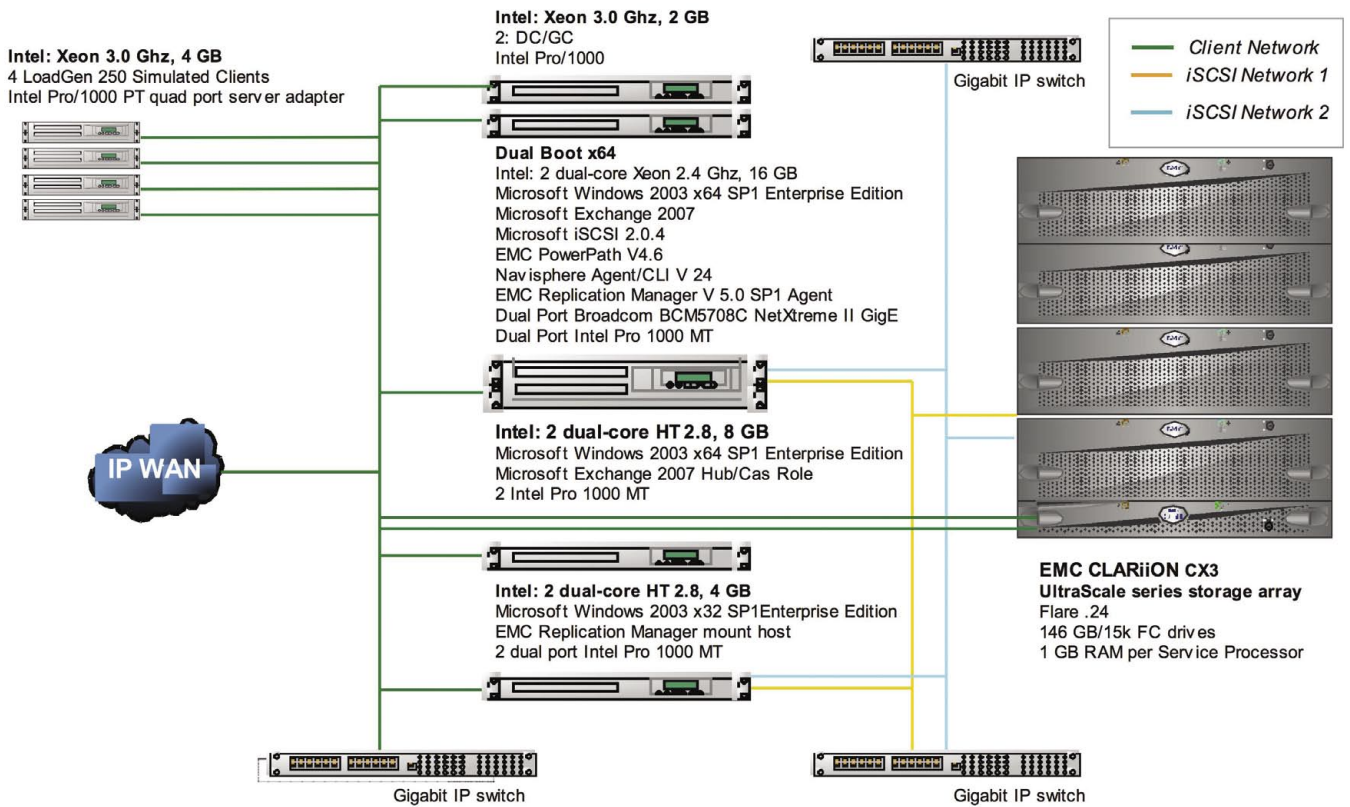 Intel: Xeon 3.0 Ghz, 4 GB
4 LoadGen 250 Simulated Clients
Intel Pro/1000 PT quad port server adapter
Intel: Xeon 3.0 Ghz, 2 GB
2: DC/GC
Intel Pro/1000
Gigabit IP switch
Client Network
iSCSI Network 1
iSCSI Network 2
Dual Boot x64
Intel: 2 dual-core Xeon 2.4 Ghz, 16 GB
Microsoft Windows 2003 x64 SP1 Enterprise Edition
Microsoft Exchange 2007
Microsoft iSCSI 2.0.4
EMC PowerPath V4.6
Navisphere Agent/CLI V 24
EMC Replication Manager V 5.0 SP1 Agent
Dual Port Broadcom BCM5708C NetXtreme II GigE
Dual Port Intel Pro 1000 MT
EMC
EMC
EMC
EMC
IP WAN
Intel: 2 dual-core HT 2.8, 8 GB
Microsoft Windows 2003 x64 SP1 Enterprise Edition
Microsoft Exchange 2007 Hub/Cas Role
2 Intel Pro 1000 MT
Intel: 2 dual-core HT 2.8, 4 GB
Microsoft Windows 2003 x32 SP1Enterprise Edition
EMC Replication Manager mount host
2 dual port Intel Pro 1000 MT
EMC CLARiiON CX3
UltraScale series storage array
Flare .24
146 GB/15k FC drives
1 GB RAM per Service Processor
Gigabit IP switch
Gigabit IP switch